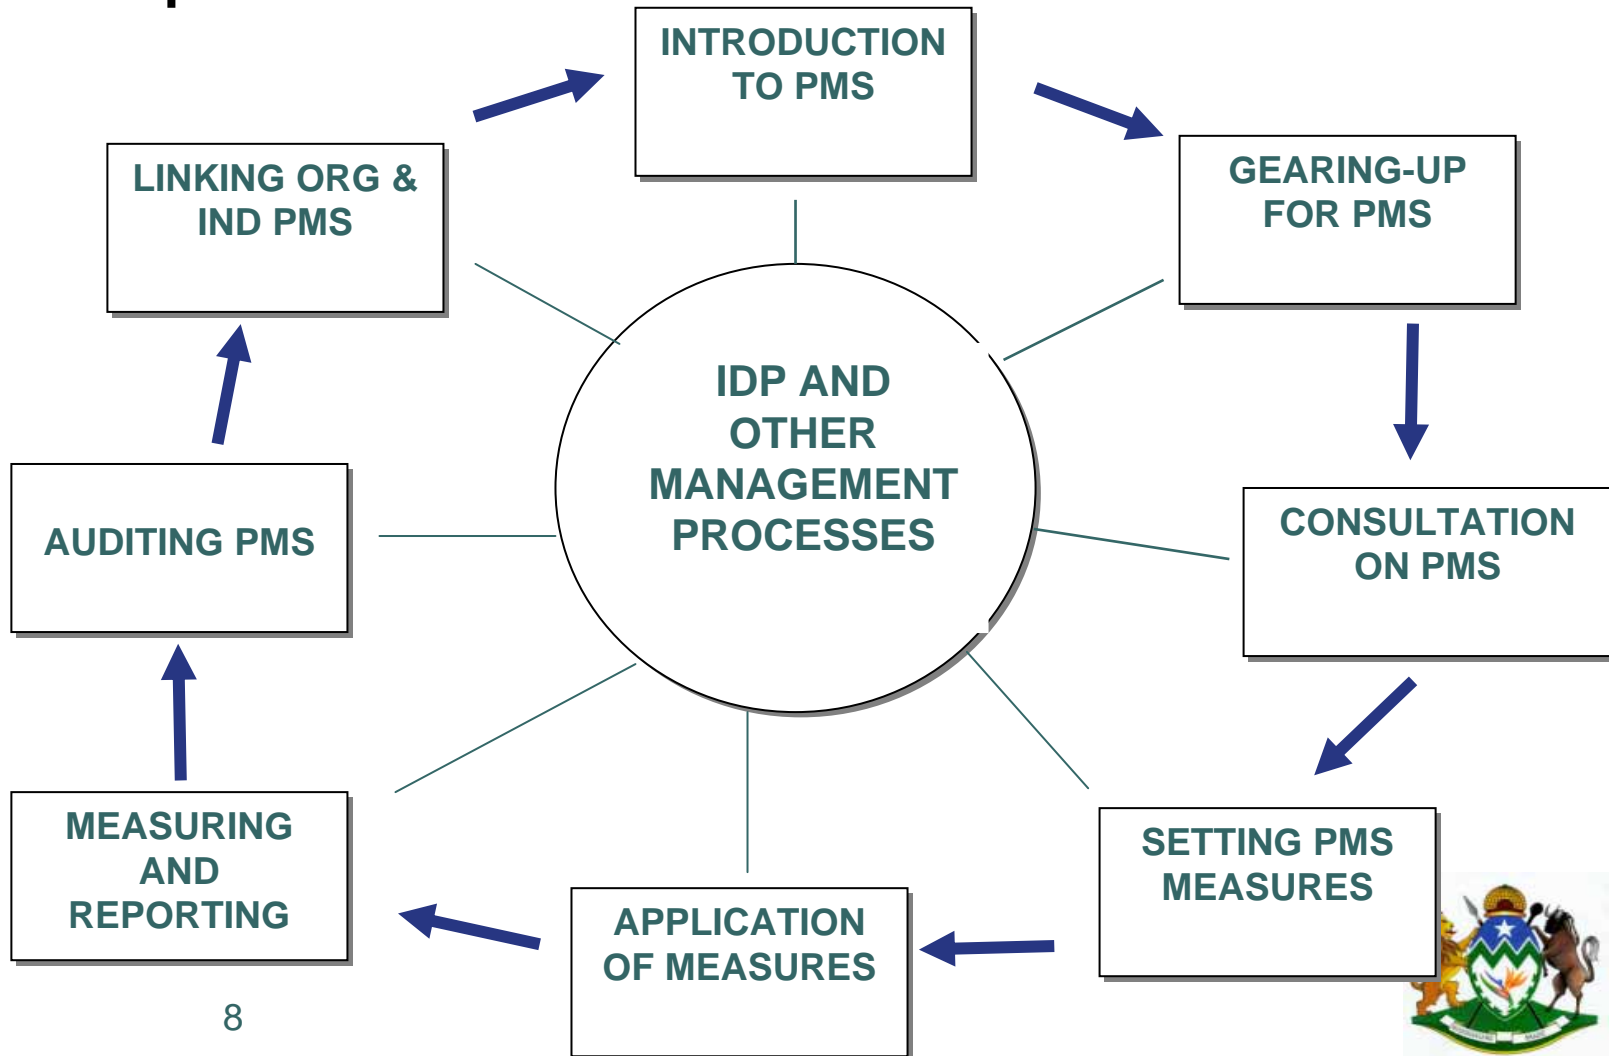 INTRODUCTION
TO PMS
GEARING-UP
FOR PMS
CONSULTATION
ON PMS
SETTING PMS
MEASURES
APPLICATION
OF MEASURES
MEASURING
AND
REPORTING
AUDITING PMS
LINKING ORG &
IND PMS
IDP AND
OTHER
MANAGEMENT
PROCESSES
8